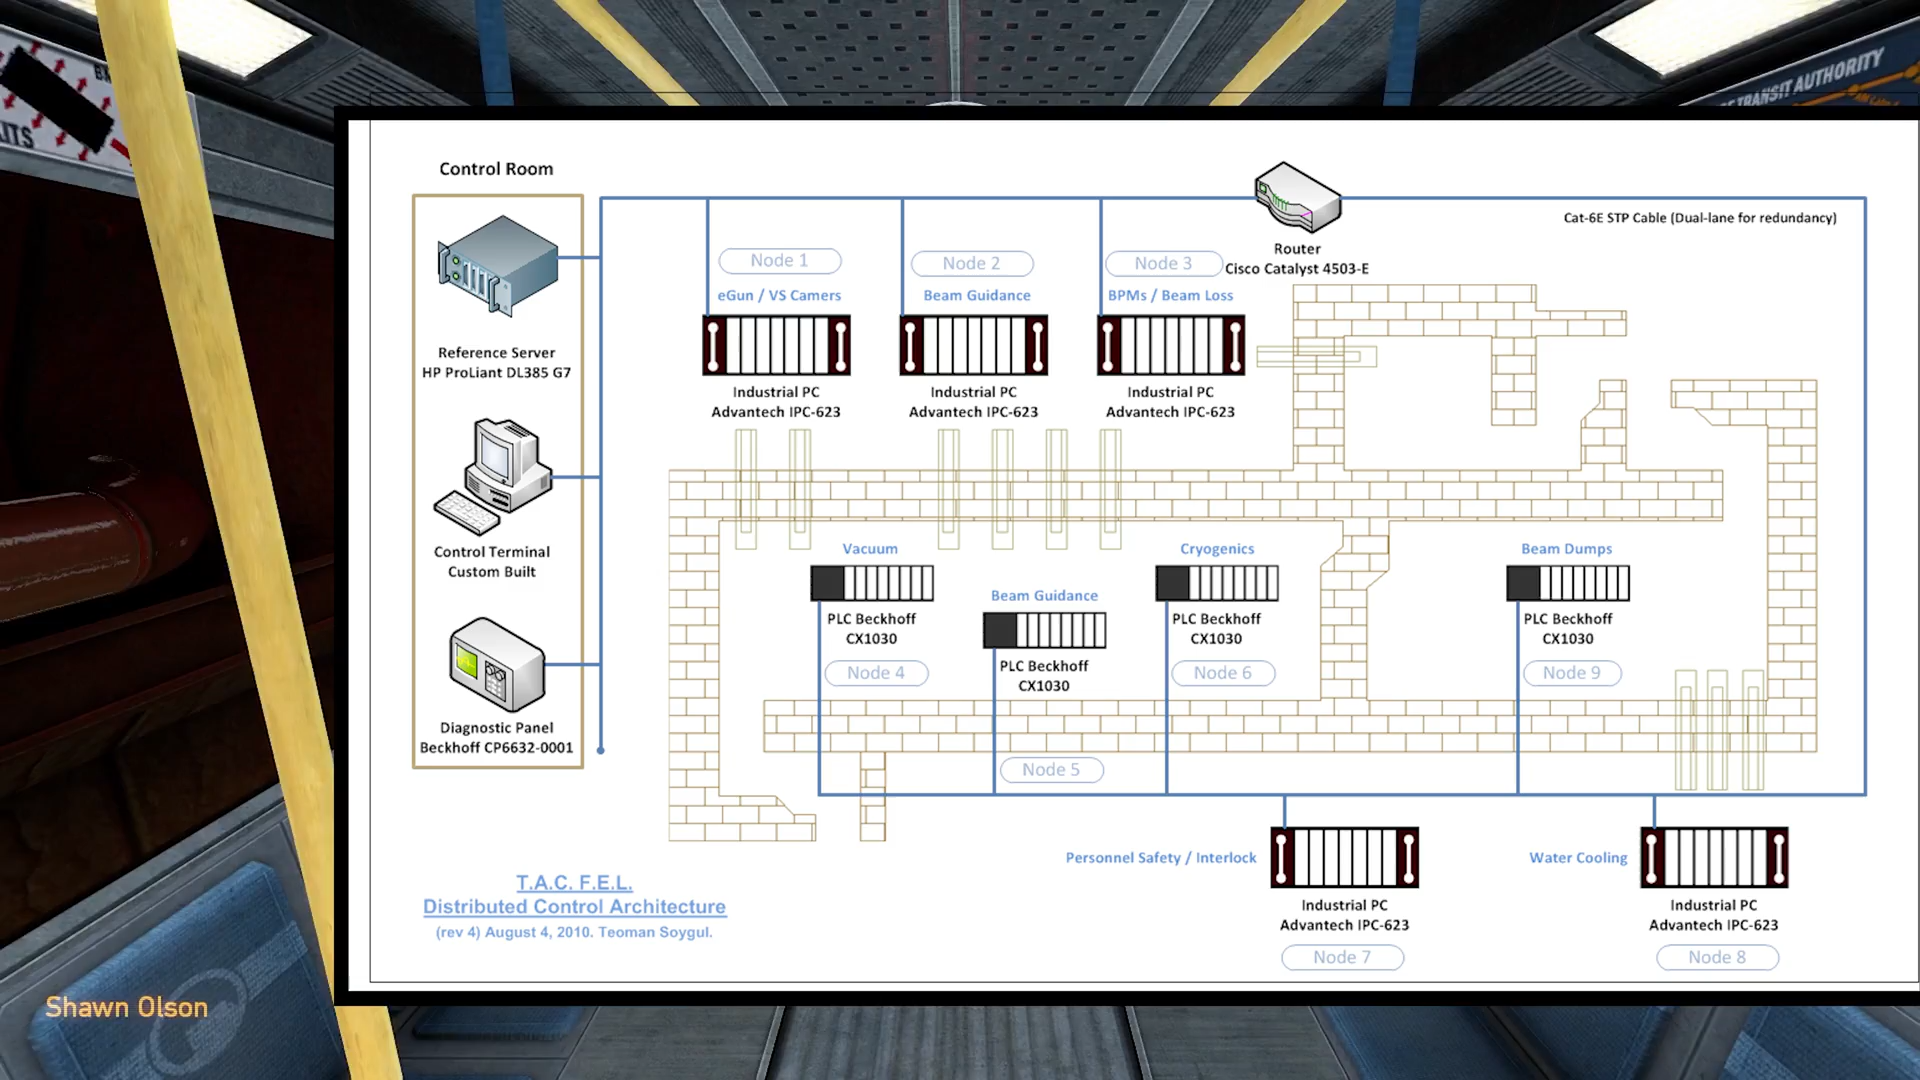 TRANSIT AUTHORITY
Control Room
Reference Server
HP ProLiant DL385 G7
Control Terminal
Custom Built
Diagnostic Panel
Beckhoff CP6632-0001
Router
Cisco Catalyst 4503-E
Cat-6E STP Cable (Dual-lane for redundancy)
Node 1
eGun / VS Camers
Industrial PC
Advantech IPC-623
Node 2
Beam Guidance
Industrial PC
Advantech IPC-623
Node 3
BPMs / Beam Loss
Industrial PC
Advantech IPC-623
Vacuum
PLC Beckhoff
CX1030
Node 4
Beam Guidance
PLC Beckhoff
CX1030
Node 5
Cryogenics
PLC Beckhoff
CX1030
Node 6
Beam Dumps
PLC Beckhoff
CX1030
Node 9
Personnel Safety / Interlock
Industrial PC
Advantech IPC-623
Node 7
Water Cooling
Industrial PC
Advantech IPC-623
Node 8
T.A.C. F.E.L.
Distributed Control Architecture
(rev 4) August 4, 2010. Teoman Soygul.
Shawn Olson